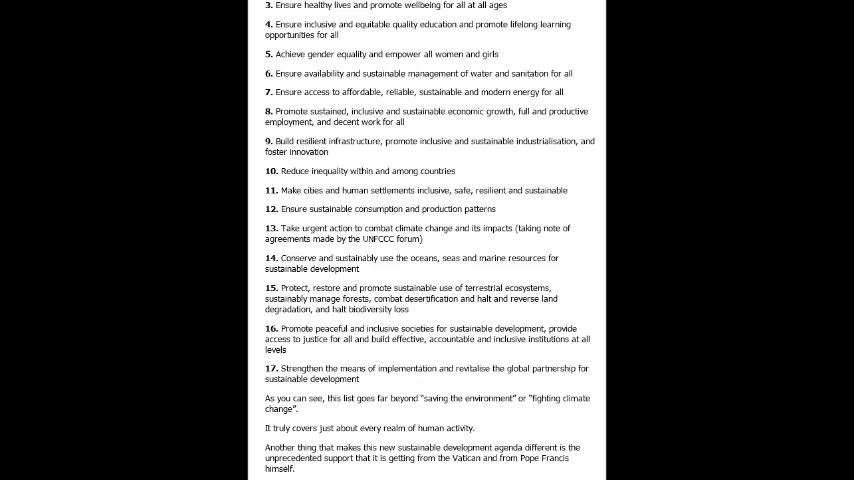 3. Ensure healthy lives and promote wellbeing for all at all ages
4. Ensure inclusive and equitable quality education and promote lifelong learning
opportunities for all
5. Achieve gender equality and empower all women and girls
6. Ensure availability and sustainable management of water and sanitation for all
7. Ensure access to affordable, reliable, sustainable and modern energy for all
8. Promote sustained, inclusive and sustainable economic growth, full and productive
employment, and decent work for all
9. Build resilient infrastructure, promote inclusive and sustainable industrialisation, and
foster innovation
10. Reduce inequality within and among countries
11. Make cities and human settlements inclusive, safe, resilient and sustainable
12. Ensure sustainable consumption and production patterns
13. Take urgent action to combat climate change and its impacts (taking note of
agreements made by the UNFCCC forum)
14. Conserve and sustainably use the oceans, seas and marine resources for
sustainable development
15. Protect, restore and promote sustainable use of terrestrial ecosystems,
sustainably manage forests, combat desertification and halt and reverse land
degradation, and halt biodiversity loss
16. Promote peaceful and inclusive societies for sustainable development, provide
access to justice for all and build effective, accountable and inclusive institutions at all
levels
17. Strengthen the means of implementation and revitalise the global partnership for
sustainable development
As you can see, this list goes far beyond “saving the environment” or “fighting climate
change”.
It truly covers just about every realm of human activity.
Another thing that makes this new sustainable development agenda different is the
unprecedented support that it is getting from the Vatican and from Pope Francis
himself.